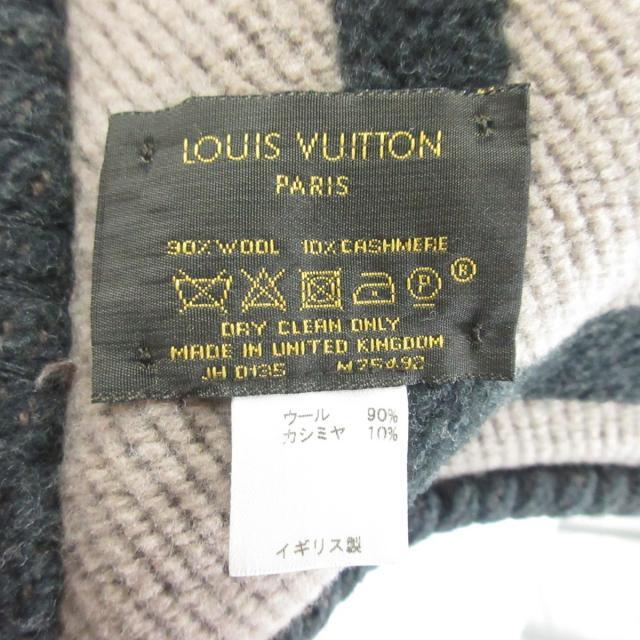 LOUIS VUITTON
PARIS
90% WOOL 10% CASHMERE
P ®
DRY CLEAN ONLY
MADE IN UNITED KINGDOM
JH 0135 M75492
ウール 90%
カシミヤ 10%
イギリス製